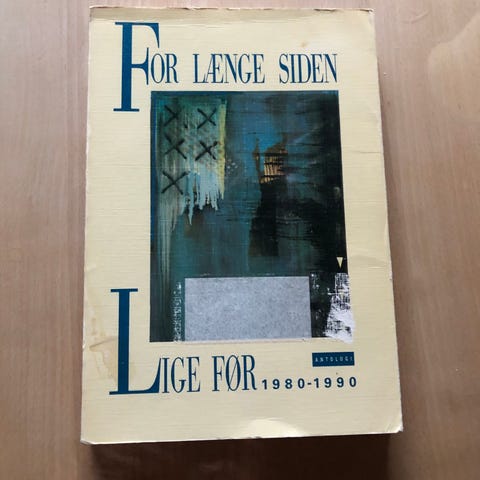 FOR LÆNGE SIDEN
LIGE FØR
ANTOLOGI
1980-1990